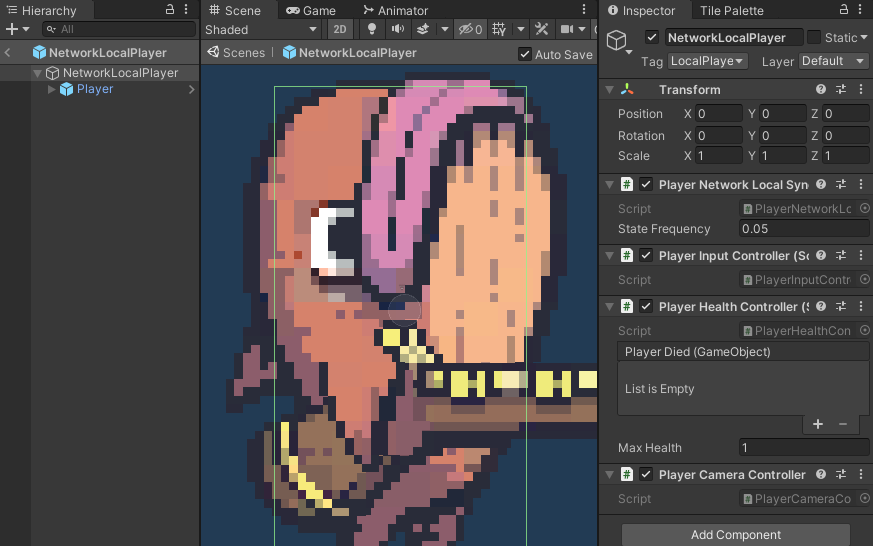 Hierarchy
All
NetworkLocalPlayer
NetworkLocalPlayer
Player
Scene
Game
Animator
Shaded
2D
0
Scenes
NetworkLocalPlayer
Auto Save
Inspector
Tile Palette
NetworkLocalPlayer
Static
Tag LocalPlaye Layer Default
Transform
Position X 0 Y 0 Z 0
Rotation X 0 Y 0 Z 0
Scale X 1 Y 1 Z 1
# Player Network Local Syn
Script # PlayerNetworkLc
State Frequency 0.05
# Player Input Controller (Sc
Script # PlayerInputContr
# Player Health Controller (S
Script # PlayerHealthCon
Player Died (GameObject)
List is Empty
+ −
Max Health 1
# Player Camera Controller
Script # PlayerCameraCo
Add Component